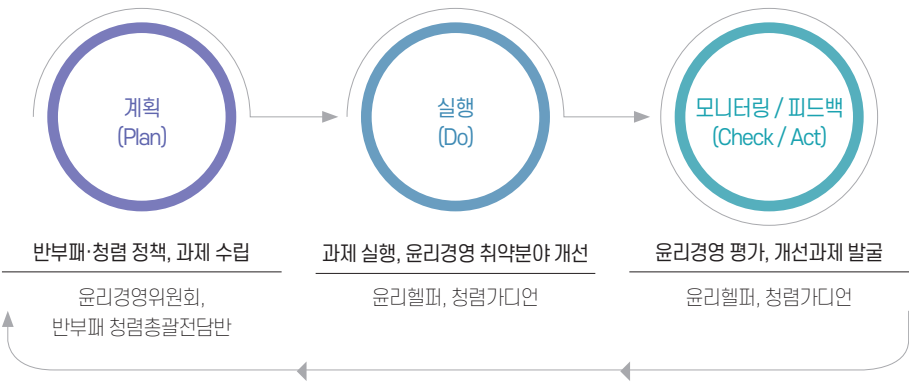 계획
(Plan)
실행
(Do)
모니터링 / 피드백
(Check / Act)
반부패·청렴 정책, 과제 수립
과제 실행, 윤리경영 취약분야 개선
윤리경영 평가, 개선과제 발굴
윤리경영위원회,
반부패 청렴총괄전담반
윤리헬퍼, 청렴가디언
윤리헬퍼, 청렴가디언